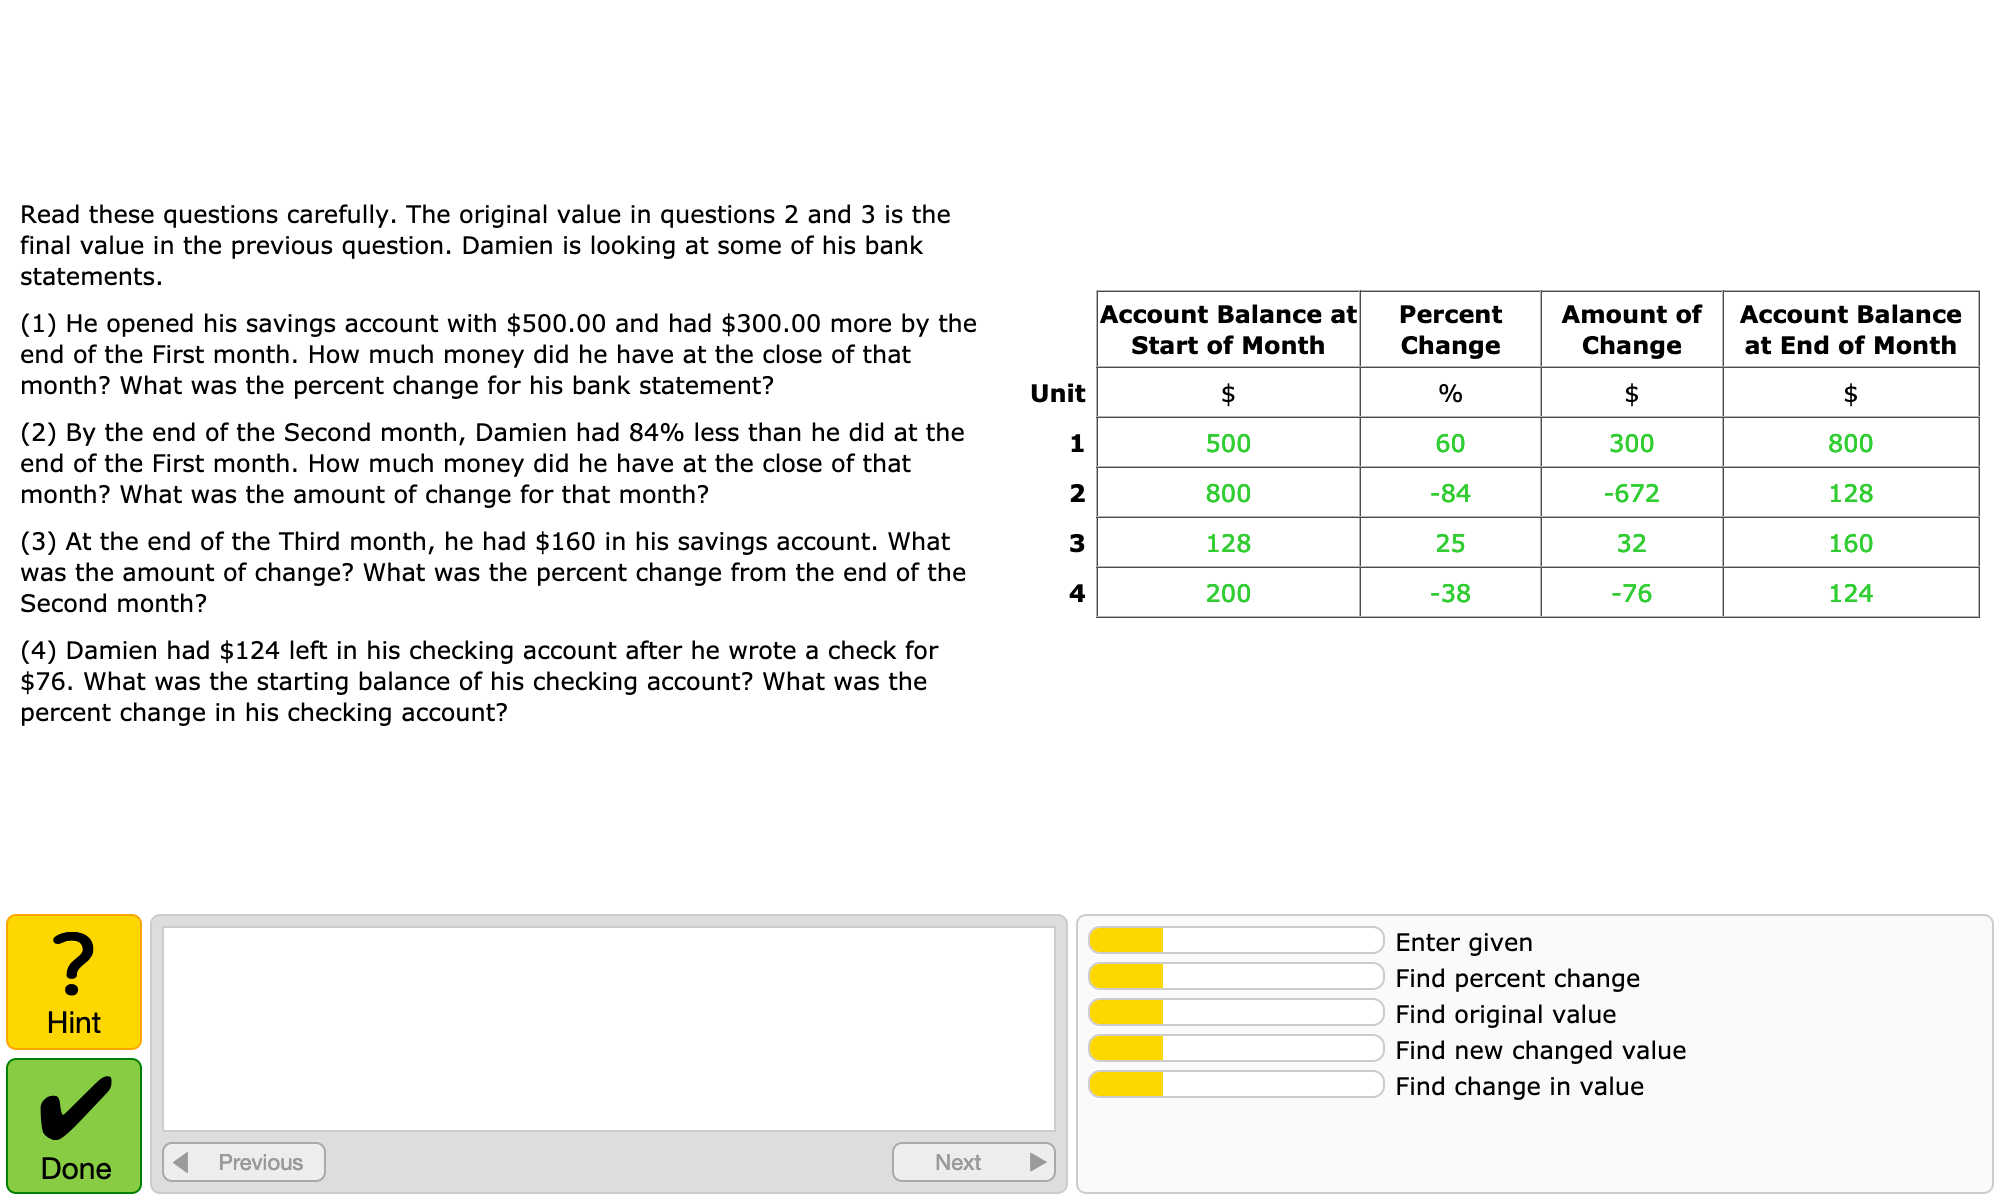 Read these questions carefully. The original value in questions 2 and 3 is the
final value in the previous question. Damien is looking at some of his bank
statements.
(1) He opened his savings account with $500.00 and had $300.00 more by the
end of the First month. How much money did he have at the close of that
month? What was the percent change for his bank statement?
(2) By the end of the Second month, Damien had 84% less than he did at the
end of the First month. How much money did he have at the close of that
month? What was the amount of change for that month?
(3) At the end of the Third month, he had $160 in his savings account. What
was the amount of change? What was the percent change from the end of the
Second month?
(4) Damien had $124 left in his checking account after he wrote a check for
$76. What was the starting balance of his checking account? What was the
percent change in his checking account?
Account Balance at Percent Amount of Account Balance
Start of Month Change Change at End of Month
Unit $ % $ $
1 500 60 300 800
2 800 -84 -672 128
3 128 25 32 160
4 200 -38 -76 124
? Hint
Done
Previous Next
Enter given
Find percent change
Find original value
Find new changed value
Find change in value